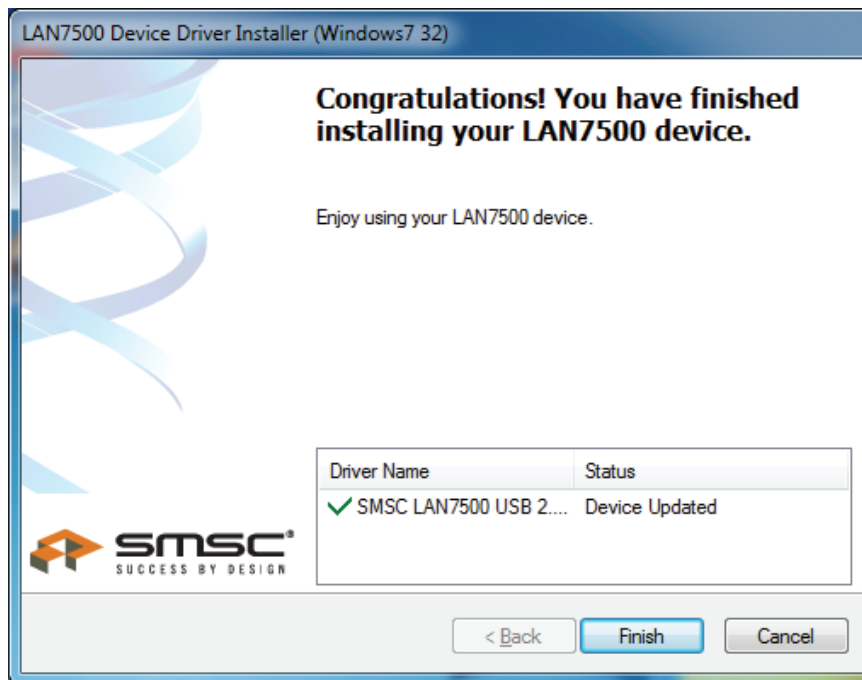 LAN7500 Device Driver Installer (Windows7 32)
Congratulations! You have finished
installing your LAN7500 device.
Enjoy using your LAN7500 device.
Driver Name Status
SMSC LAN7500 USB 2.... Device Updated
smsc®
SUCCESS BY DESIGN
< Back Finish Cancel